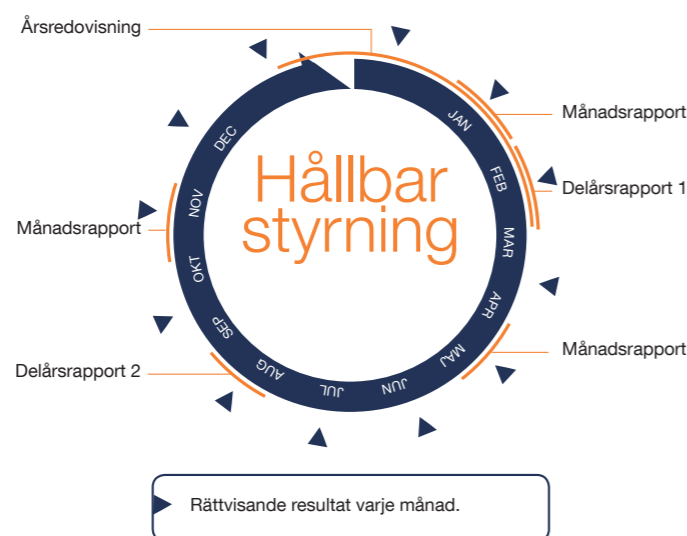 Årsredovisning
Månadsrapport
Delårsrapport 1
Månadsrapport
Delårsrapport 2
Månadsrapport
JAN
FEB
MAR
APR
MAJ
JUN
JUL
AUG
SEP
OKT
NOV
DEC
Hållbar
styrning
Rättvisande resultat varje månad.